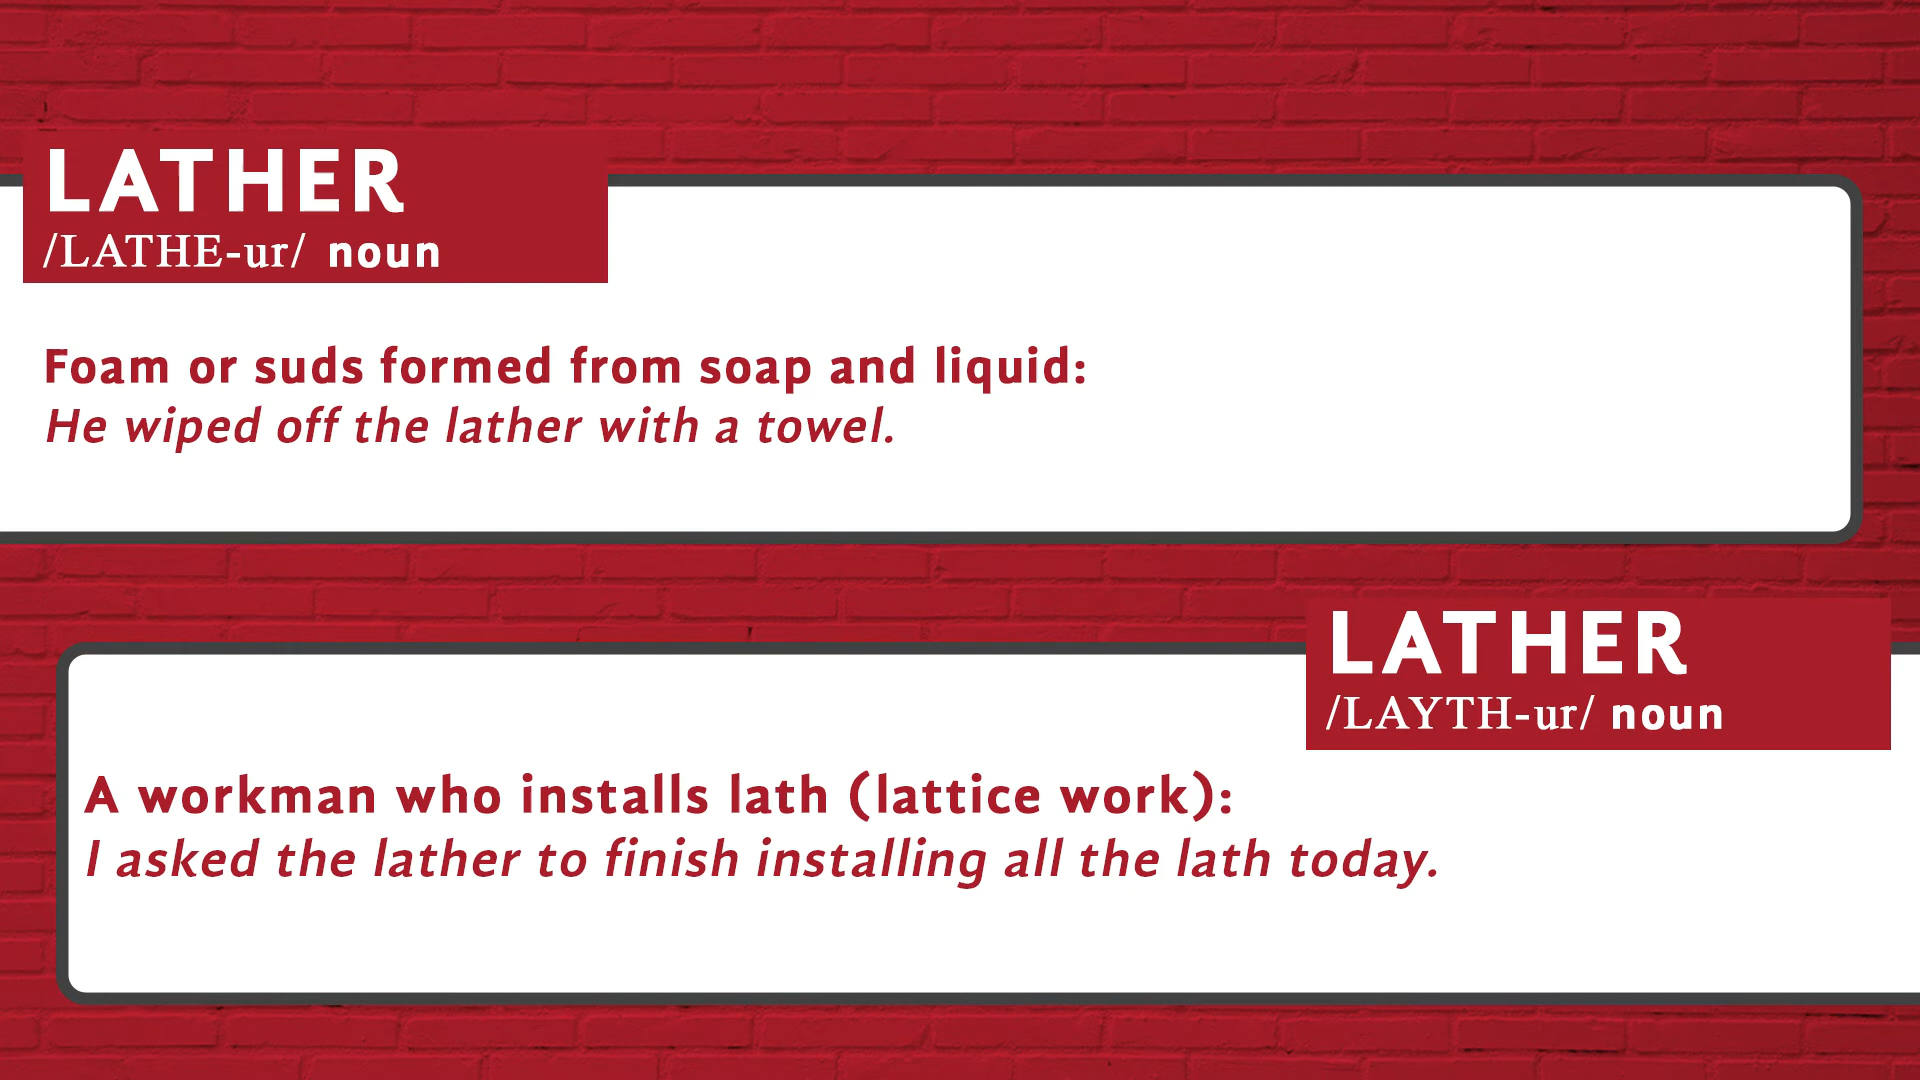 LATHER
/LATHE-ur/ noun
Foam or suds formed from soap and liquid:
He wiped off the lather with a towel.
LATHER
/LAYTH-ur/ noun
A workman who installs lath (lattice work):
I asked the lather to finish installing all the lath today.